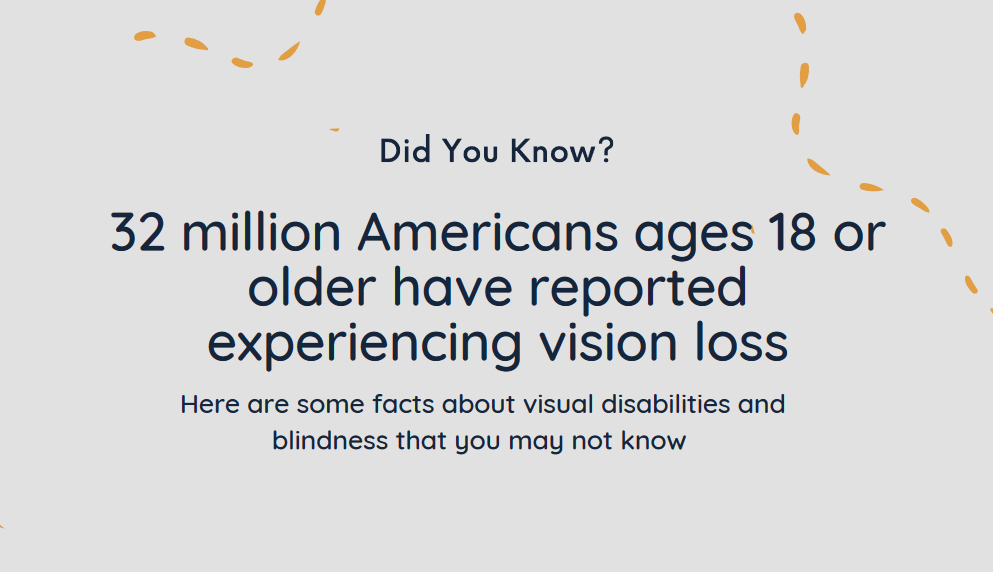 Did You Know?
32 million Americans ages 18 or
older have reported
experiencing vision loss
Here are some facts about visual disabilities and
blindness that you may not know